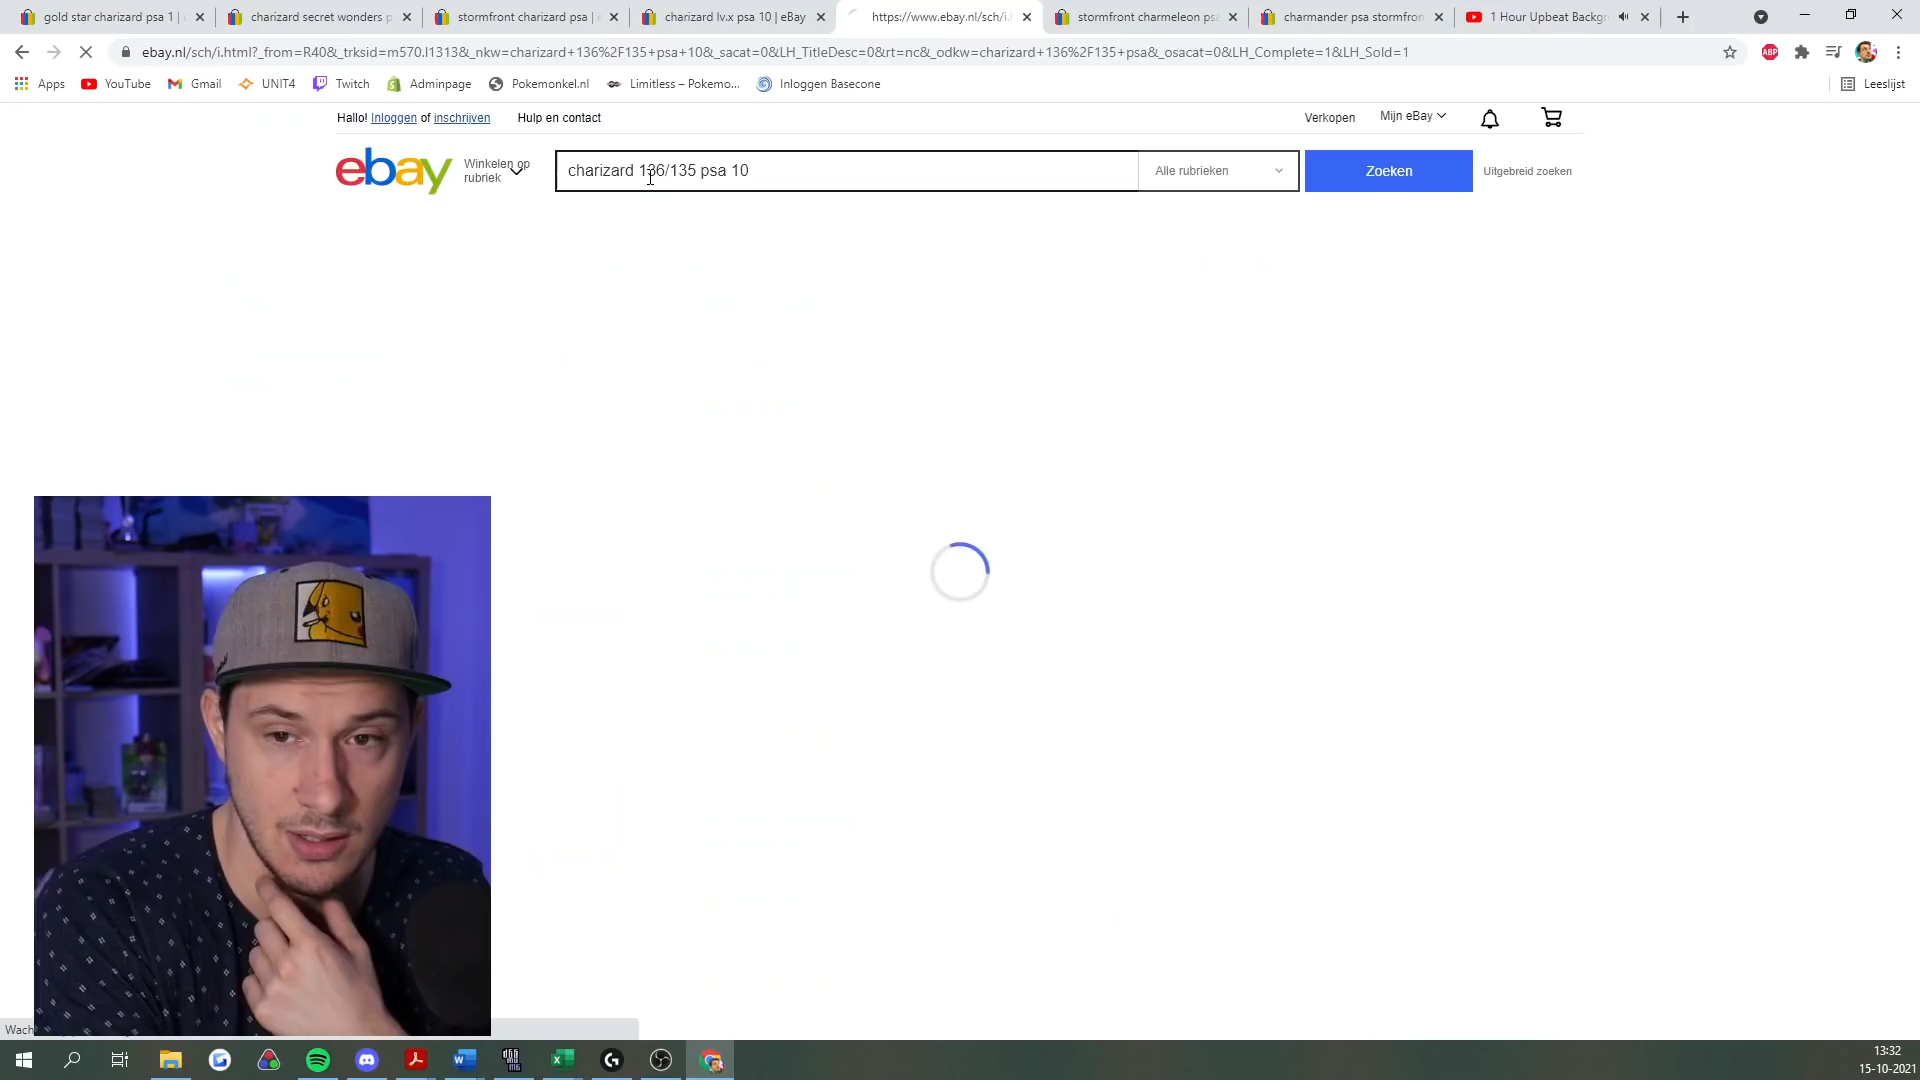 gold star charizard psa 1 |
charizard secret wonders p
stormfront charizard psa |
charizard lv.x psa 10 | eBay
https://www.ebay.nl/sch/i.h
stormfront charmeleon psa
charmander psa stormfron
1 Hour Upbeat Backgr
ebay.nl/sch/i.html?_from=R40&_trksid=m570.l1313&_nkw=charizard+136%2F135+psa+10&_sacat=0&LH_TitleDesc=0&rt=nc&_odkw=charizard+136%2F135+psa&_osacat=0&LH_Complete=1&LH_Sold=1
ABP
Apps YouTube Gmail UNIT4 Twitch Adminpage Pokemonkel.nl Limitless – Pokemo... Inloggen Basecone Leeslijst
Hallo! Inloggen of inschrijven Hulp en contact Verkopen Mijn eBay
ebay
Winkelen op
rubriek
charizard 136/135 psa 10
Alle rubrieken
Zoeken
Uitgebreid zoeken
Wach
13:32
15-10-2021